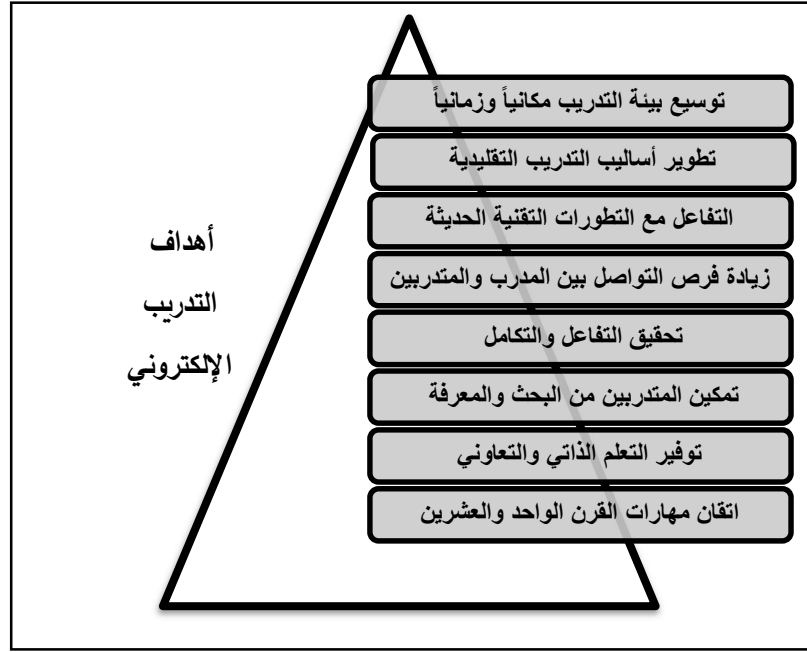 توسيع بيئة التدريب مكانياً وزمانياً
تطوير أساليب التدريب التقليدية
التفاعل مع التطورات التقنية الحديثة
زيادة فرص التواصل بين المدرب والمتدربين
تحقيق التفاعل والتكامل
تمكين المتدربين من البحث والمعرفة
توفير التعلم الذاتي والتعاوني
اتقان مهارات القرن الواحد والعشرين
أهداف
التدريب
الإلكتروني